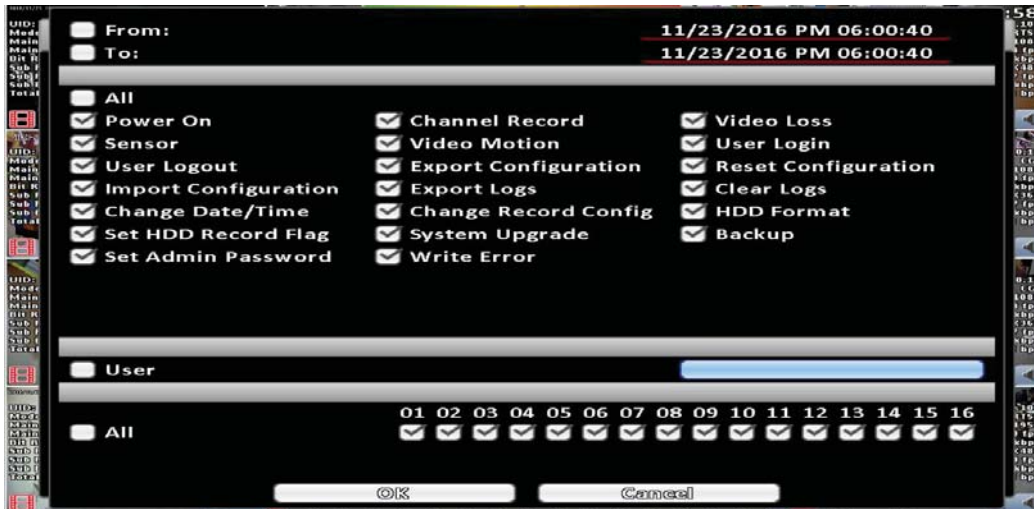 From: 11/23/2016 PM 06:00:40
To: 11/23/2016 PM 06:00:40
All
Power On Channel Record Video Loss
Sensor Video Motion User Login
User Logout Export Configuration Reset Configuration
Import Configuration Export Logs Clear Logs
Change Date/Time Change Record Config HDD Format
Set HDD Record Flag System Upgrade Backup
Set Admin Password Write Error
User
01 02 03 04 05 06 07 08 09 10 11 12 13 14 15 16
All
OK Cancel